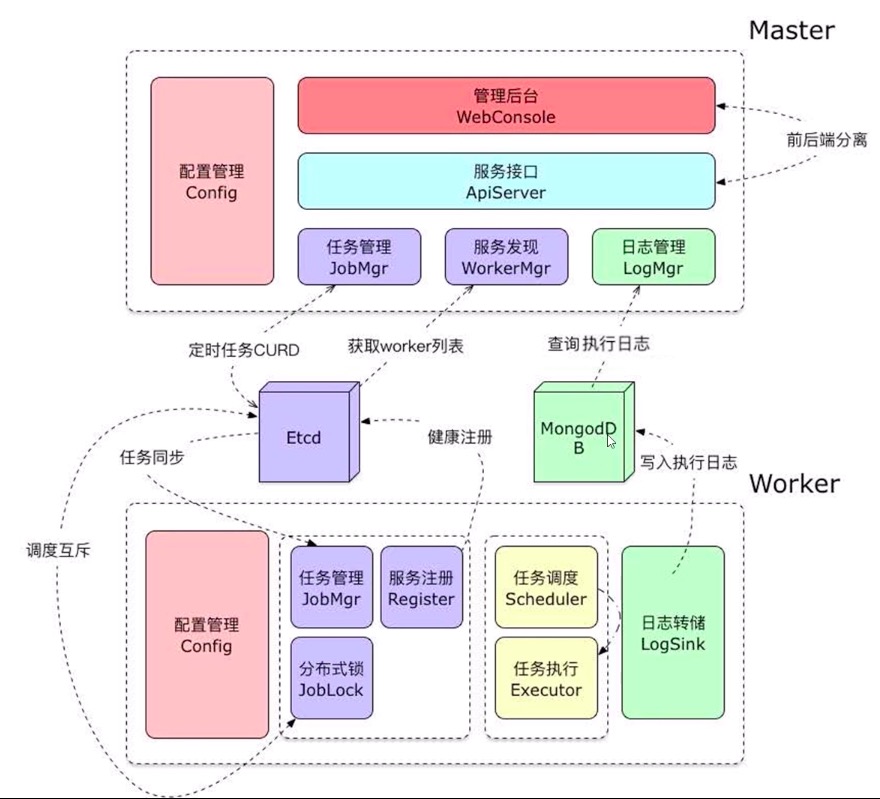 Master
管理后台
WebConsole
前后端分离
配置管理
Config
服务接口
ApiServer
任务管理
JobMgr
服务发现
WorkerMgr
日志管理
LogMgr
定时任务CURD
获取worker列表
查询执行日志
Etcd
MongodD
B
健康注册
任务同步
写入执行日志
Worker
调度互斥
配置管理
Config
任务管理
JobMgr
服务注册
Register
任务调度
Scheduler
日志转储
LogSink
分布式锁
JobLock
任务执行
Executor